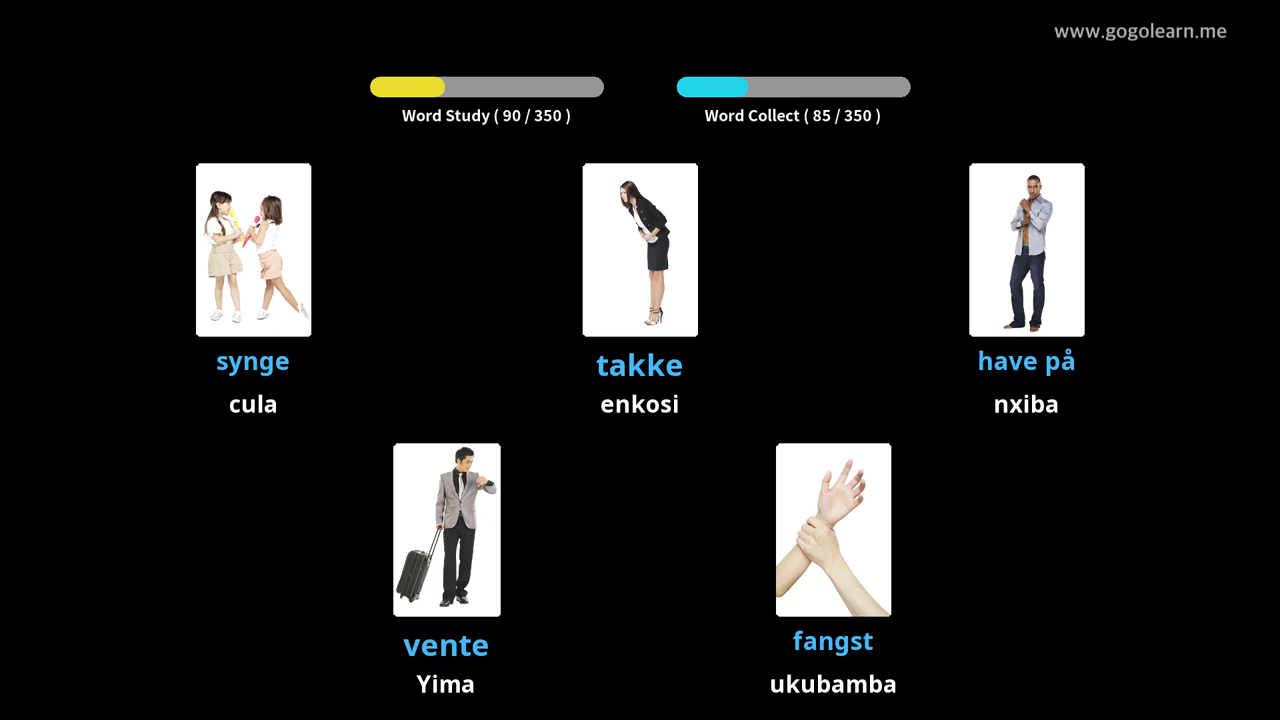 www.gogolearn.me
Word Study ( 90 / 350 )
Word Collect ( 85 / 350 )
synge
cula
takke
enkosi
have på
nxiba
vente
Yima
fangst
ukubamba